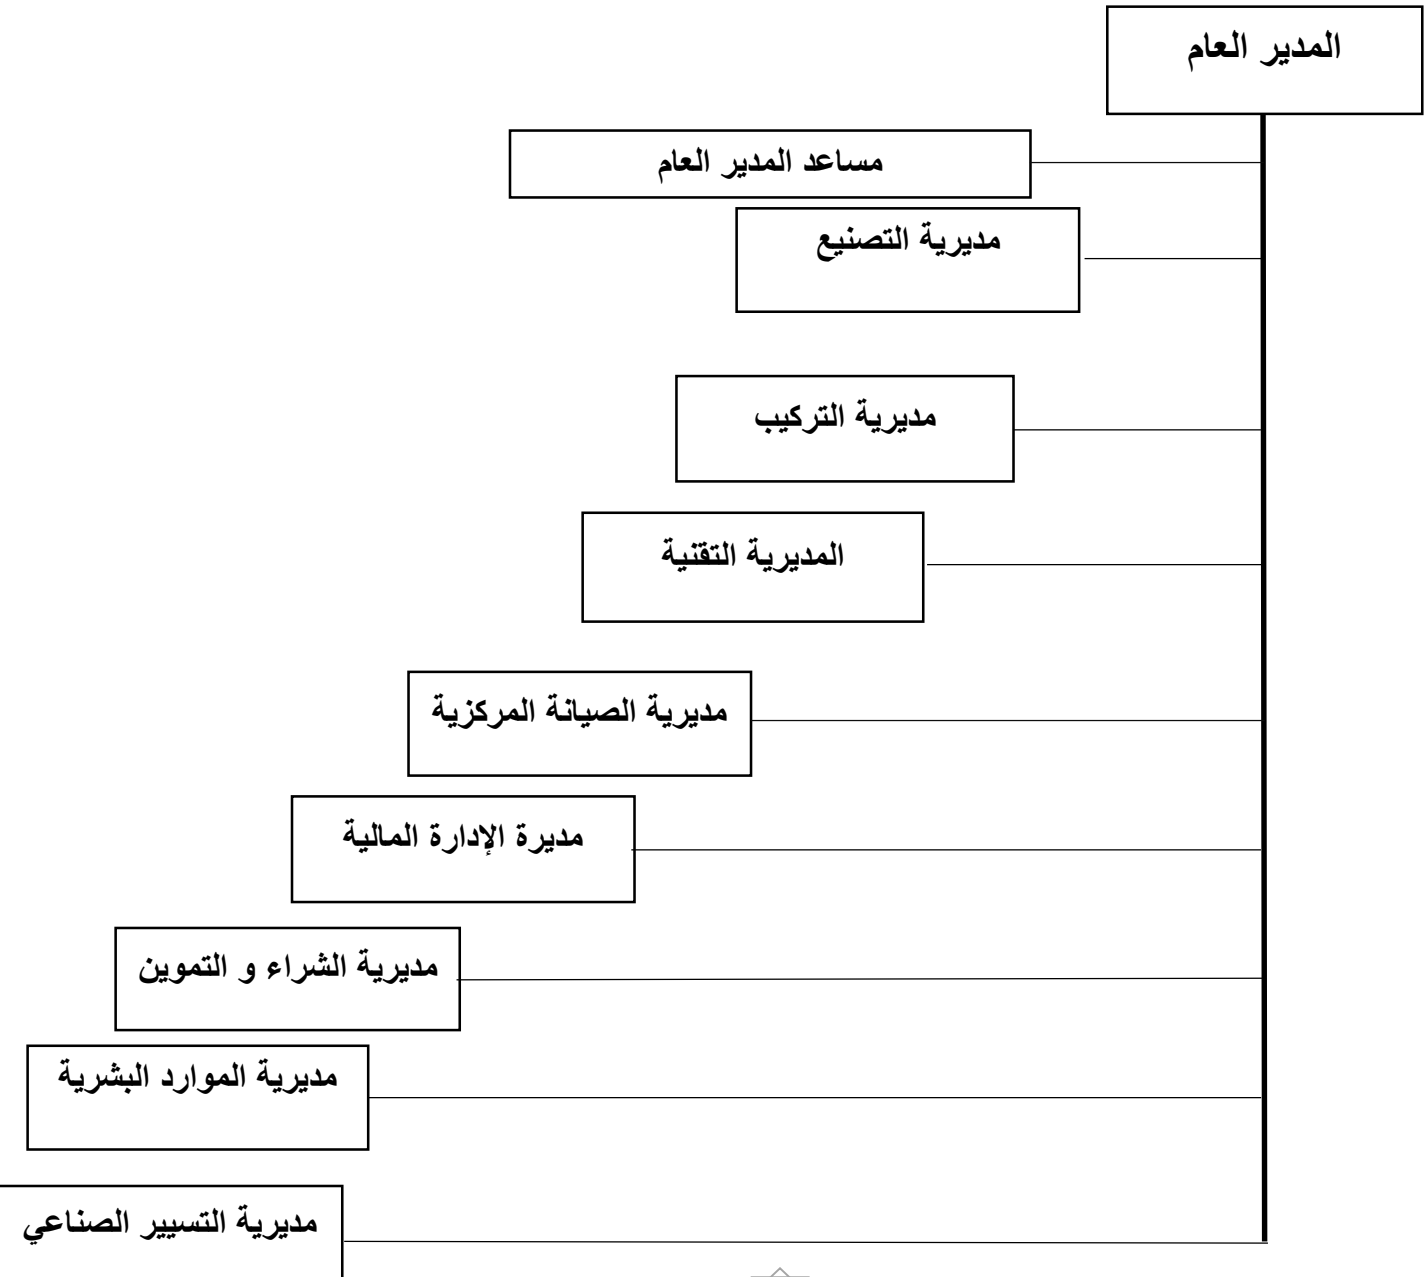 المدير العام
مساعد المدير العام
مديرية التصنيع
مديرية التركيب
المديرية التقنية
مديرية الصيانة المركزية
مديرة الإدارة المالية
مديرية الشراء و التموين
مديرية الموارد البشرية
مديرية التسيير الصناعي